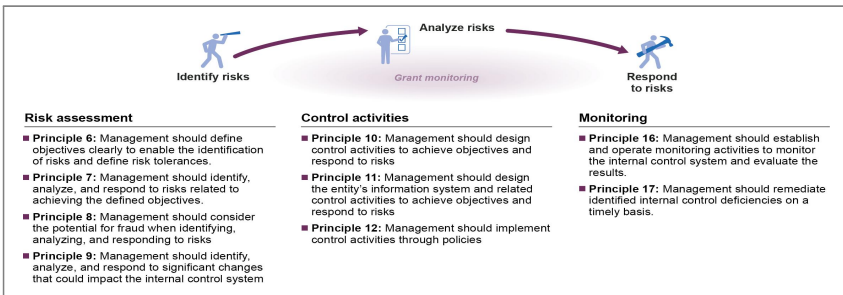 Analyze risks
Identify risks
Grant monitoring
Respond
to risks
Risk assessment
Principle 6: Management should define
objectives clearly to enable the identification
of risks and define risk tolerances.
Principle 7: Management should identify,
analyze, and respond to risks related to
achieving the defined objectives.
Principle 8: Management should consider
the potential for fraud when identifying,
analyzing, and responding to risks
Principle 9: Management should identify,
analyze, and respond to significant changes
that could impact the internal control system
Control activities
Principle 10: Management should design
control activities to achieve objectives and
respond to risks
Principle 11: Management should design
the entity's information system and related
control activities to achieve objectives and
respond to risks
Principle 12: Management should implement
control activities through policies
Monitoring
Principle 16: Management should establish
and operate monitoring activities to monitor
the internal control system and evaluate the
results.
Principle 17: Management should remediate
identified internal control deficiencies on a
timely basis.